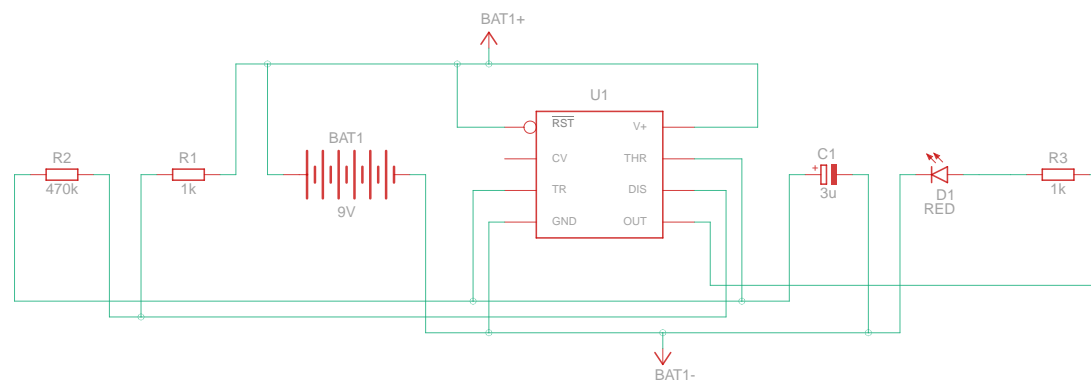 BAT1+
U1
RST
V+
BAT1
R2
R1
CV
THR
C1
+
470k
1k
TR
DIS
3u
D1
RED
R3
1k
9V
GND
OUT
BAT1-